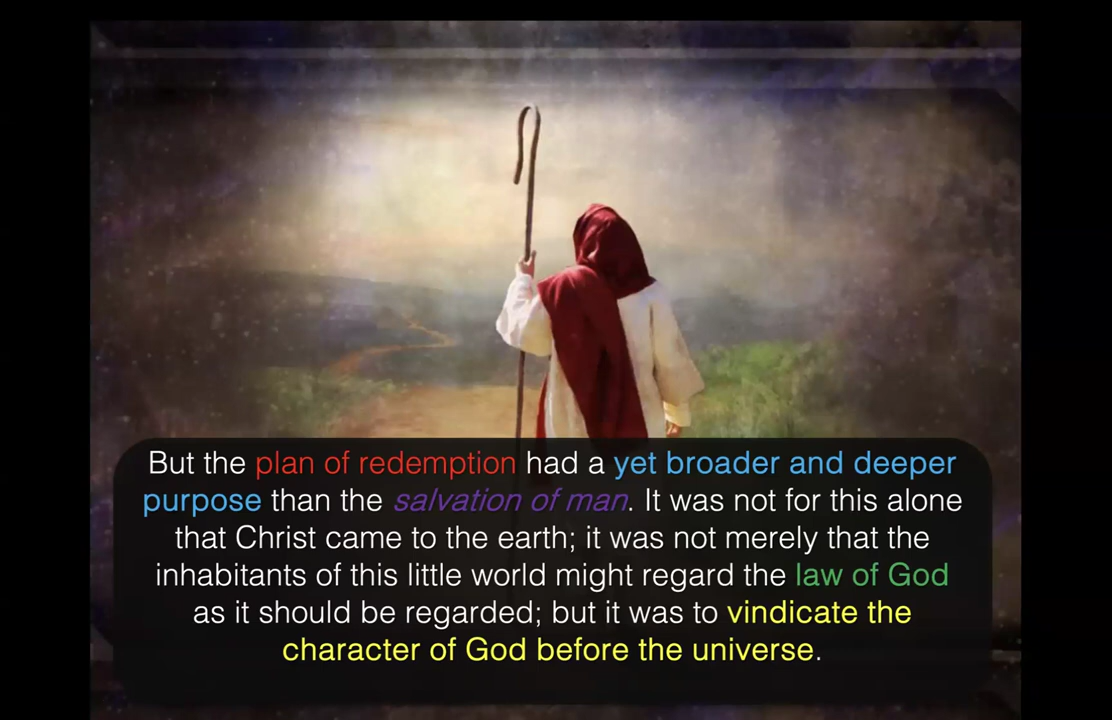 But the plan of redemption had a yet broader and deeper
purpose than the salvation of man. It was not for this alone
that Christ came to the earth; it was not merely that the
inhabitants of this little world might regard the law of God
as it should be regarded; but it was to vindicate the
character of God before the universe.